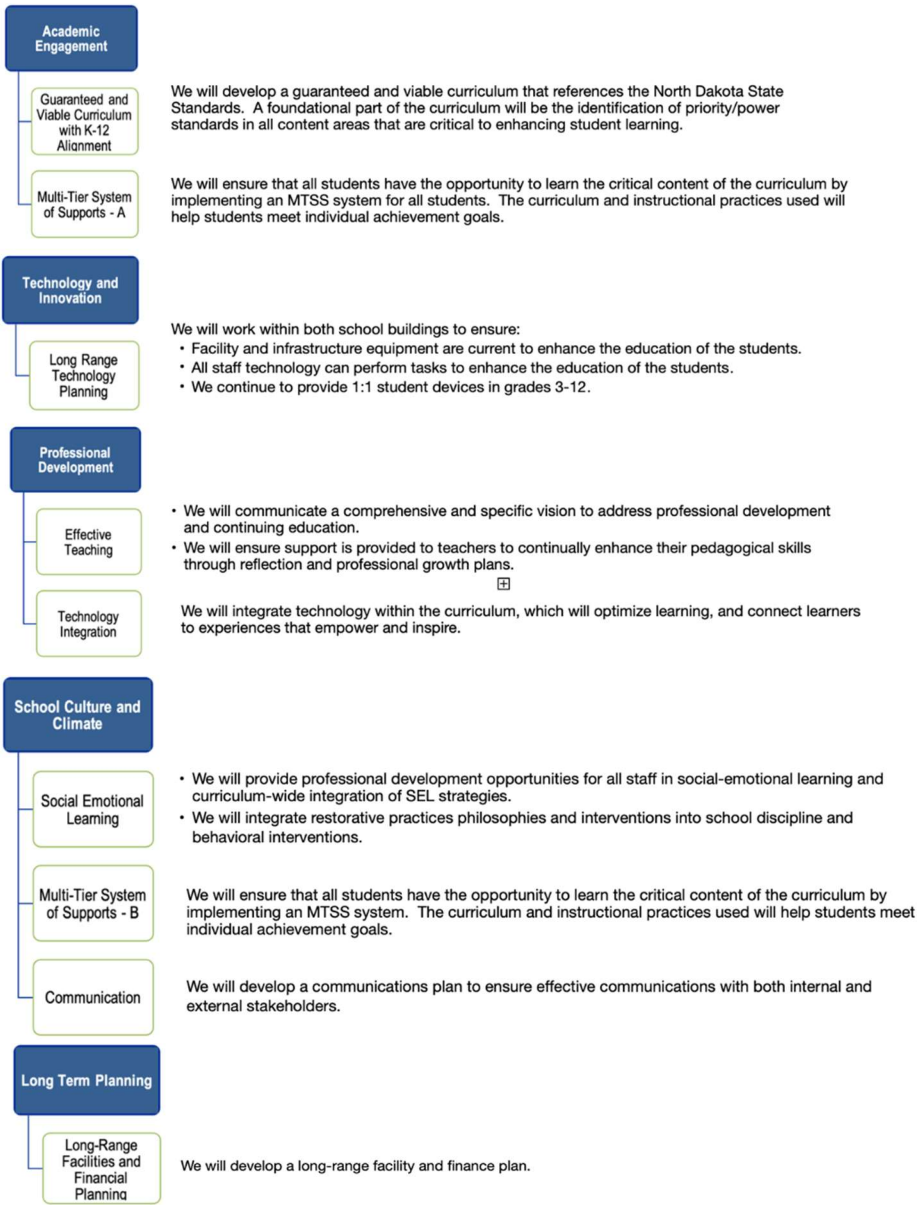 Academic
Engagement
Guaranteed and
Viable Curriculum
with K-12
Alignment
We will develop a guaranteed and viable curriculum that references the North Dakota State
Standards.  A foundational part of the curriculum will be the identification of priority/power
standards in all content areas that are critical to enhancing student learning.
Multi-Tier System
of Supports - A
We will ensure that all students have the opportunity to learn the critical content of the curriculum by
implementing an MTSS system for all students.  The curriculum and instructional practices used will
help students meet individual achievement goals.
Technology and
Innovation
Long Range
Technology
Planning
We will work within both school buildings to ensure:
• Facility and infrastructure equipment are current to enhance the education of the students.
• All staff technology can perform tasks to enhance the education of the students.
• We continue to provide 1:1 student devices in grades 3-12.
Professional
Development
Effective
Teaching
• We will communicate a comprehensive and specific vision to address professional development
and continuing education.
• We will ensure support is provided to teachers to continually enhance their pedagogical skills
through reflection and professional growth plans.
Technology
Integration
We will integrate technology within the curriculum, which will optimize learning, and connect learners
to experiences that empower and inspire.
School Culture and
Climate
Social Emotional
Learning
• We will provide professional development opportunities for all staff in social-emotional learning and
curriculum-wide integration of SEL strategies.
• We will integrate restorative practices philosophies and interventions into school discipline and
behavioral interventions.
Multi-Tier System
of Supports - B
We will ensure that all students have the opportunity to learn the critical content of the curriculum by
implementing an MTSS system.  The curriculum and instructional practices used will help students meet
individual achievement goals.
Communication
We will develop a communications plan to ensure effective communications with both internal and
external stakeholders.
Long Term Planning
Long-Range
Facilities and
Financial
Planning
We will develop a long-range facility and finance plan.